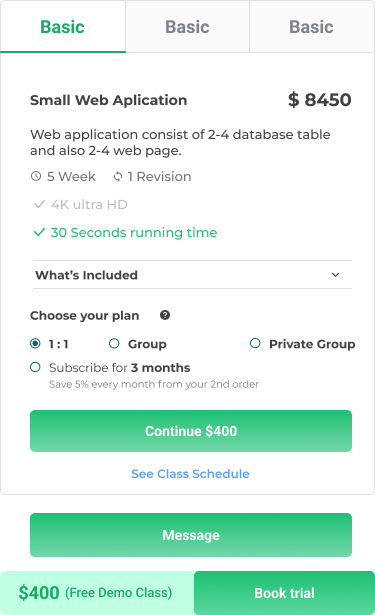 Basic Basic Basic
Small Web Aplication $ 8450
Web application consist of 2-4 database table
and also 2-4 web page.
5 Week 1 Revision
4K ultra HD
30 Seconds running time
What's Included
Choose your plan
1 : 1 Group Private Group
Subscribe for 3 months
Save 5% every month from your 2nd order
Continue $400
See Class Schedule
Message
$400 (Free Demo Class) Book trial